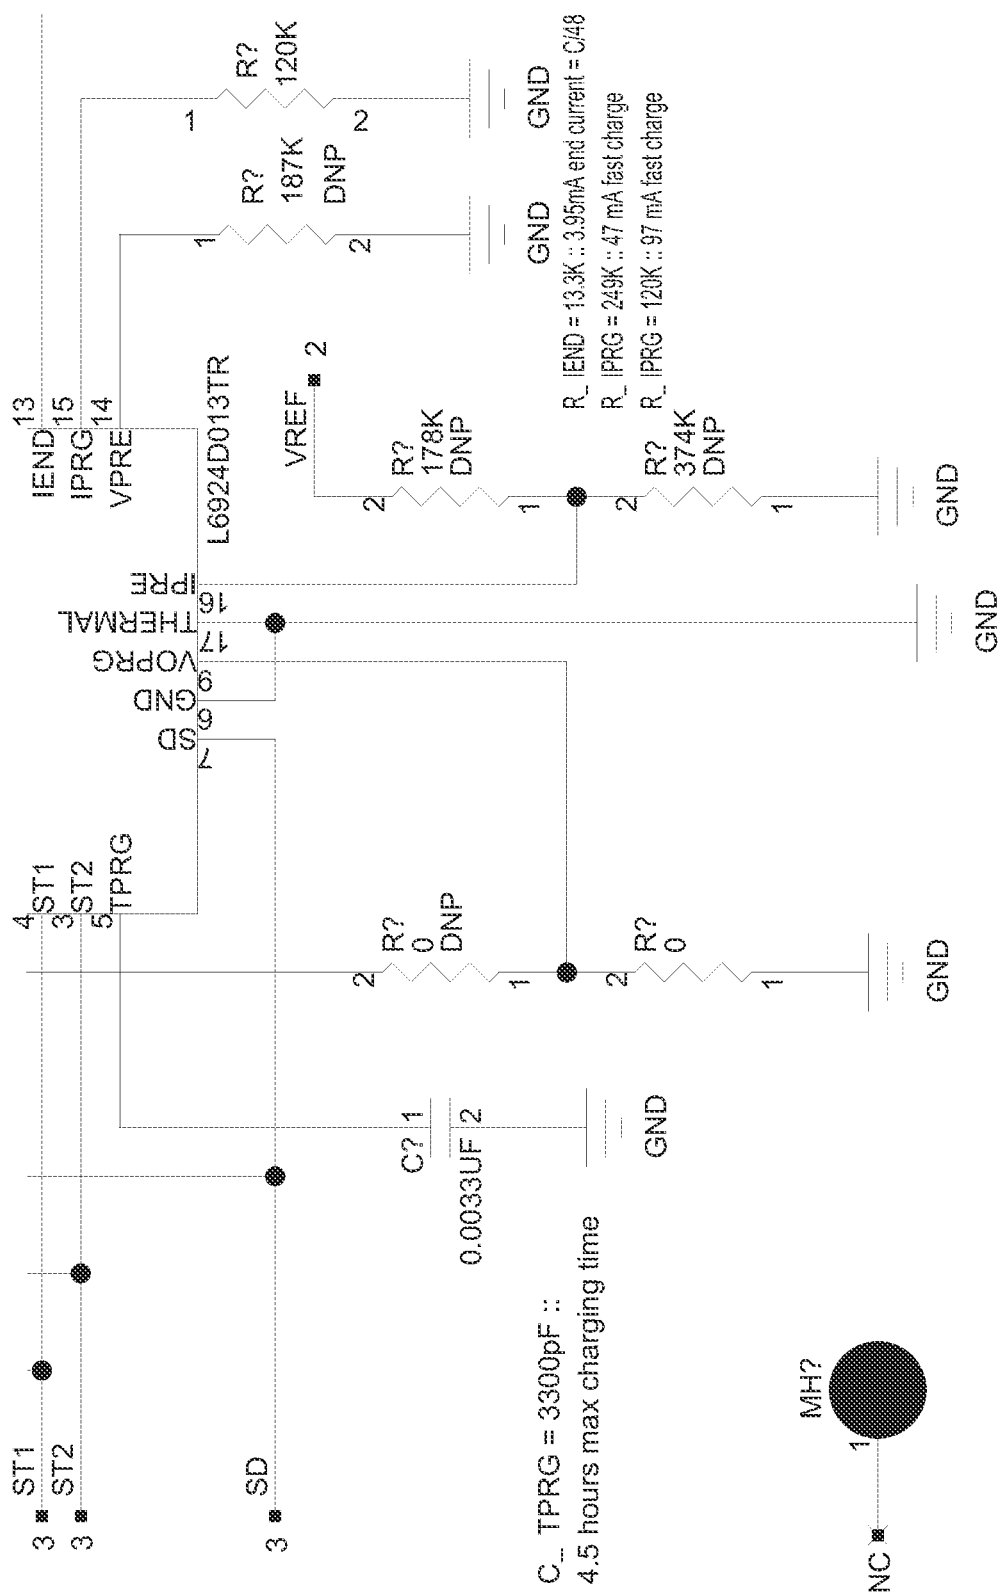 ST1
ST2
SD
3
3
3
4
ST1
3
ST2
5
TPRG
IEND
13
IPRG
15
VPRE
14
L6924D013TR
SD
7
GND
6
VOPRG
9
THERMAL
17
IPRE
16
R?
120K
1
2
GND
R?
187K
DNP
1
2
GND
VREF
2
R?
178K
DNP
2
1
R?
374K
DNP
2
1
GND
GND
R?
0
DNP
2
1
R?
0
2
1
GND
C?
1
0.0033UF
2
GND
C_ TPRG = 3300pF ::
4.5 hours max charging time
R_ IEND = 13.3K :: 3.95mA end current = C/48
R_ IPRG = 249K :: 47 mA fast charge
R_ IPRG = 120K :: 97 mA fast charge
MH?
1
NC